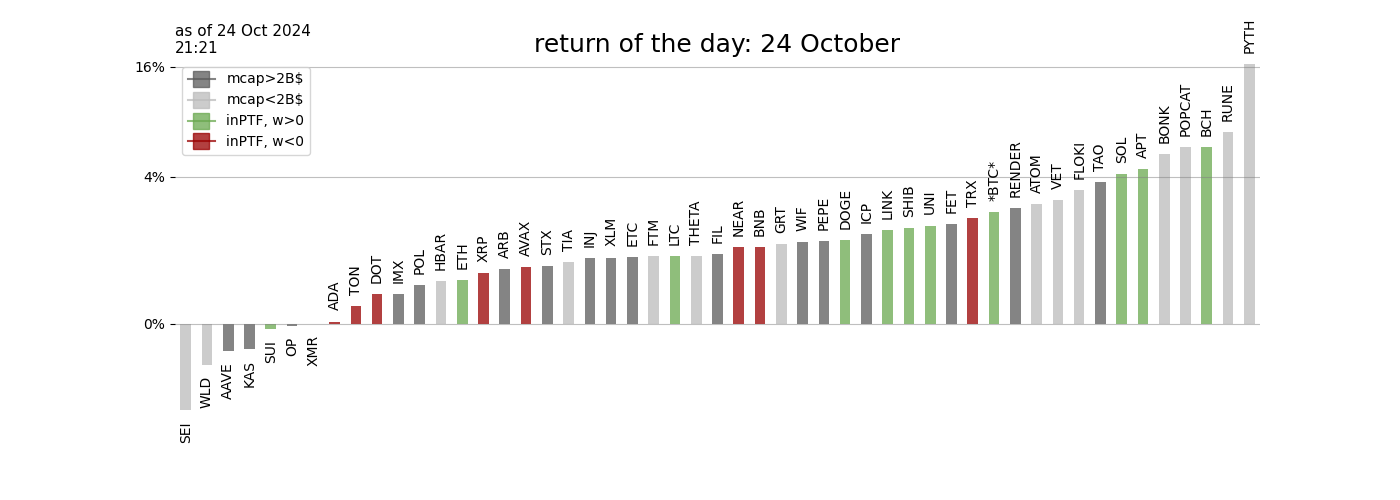 as of 24 Oct 2024
21:21
return of the day: 24 October
16%
4%
0%
mcap>2B$
mcap<2B$
inPTF, w>0
inPTF, w<0
SEI
WLD
AAVE
KAS
SUI
OP
XMR
ADA
TON
DOT
IMX
POL
HBAR
ETH
XRP
ARB
AVAX
STX
TIA
INJ
XLM
ETC
FTM
LTC
THETA
FIL
NEAR
BNB
GRT
WIF
PEPE
DOGE
ICP
LINK
SHIB
UNI
FET
TRX
*BTC*
RENDER
ATOM
VET
FLOKI
TAO
SOL
APT
BONK
POPCAT
BCH
RUNE
PYTH